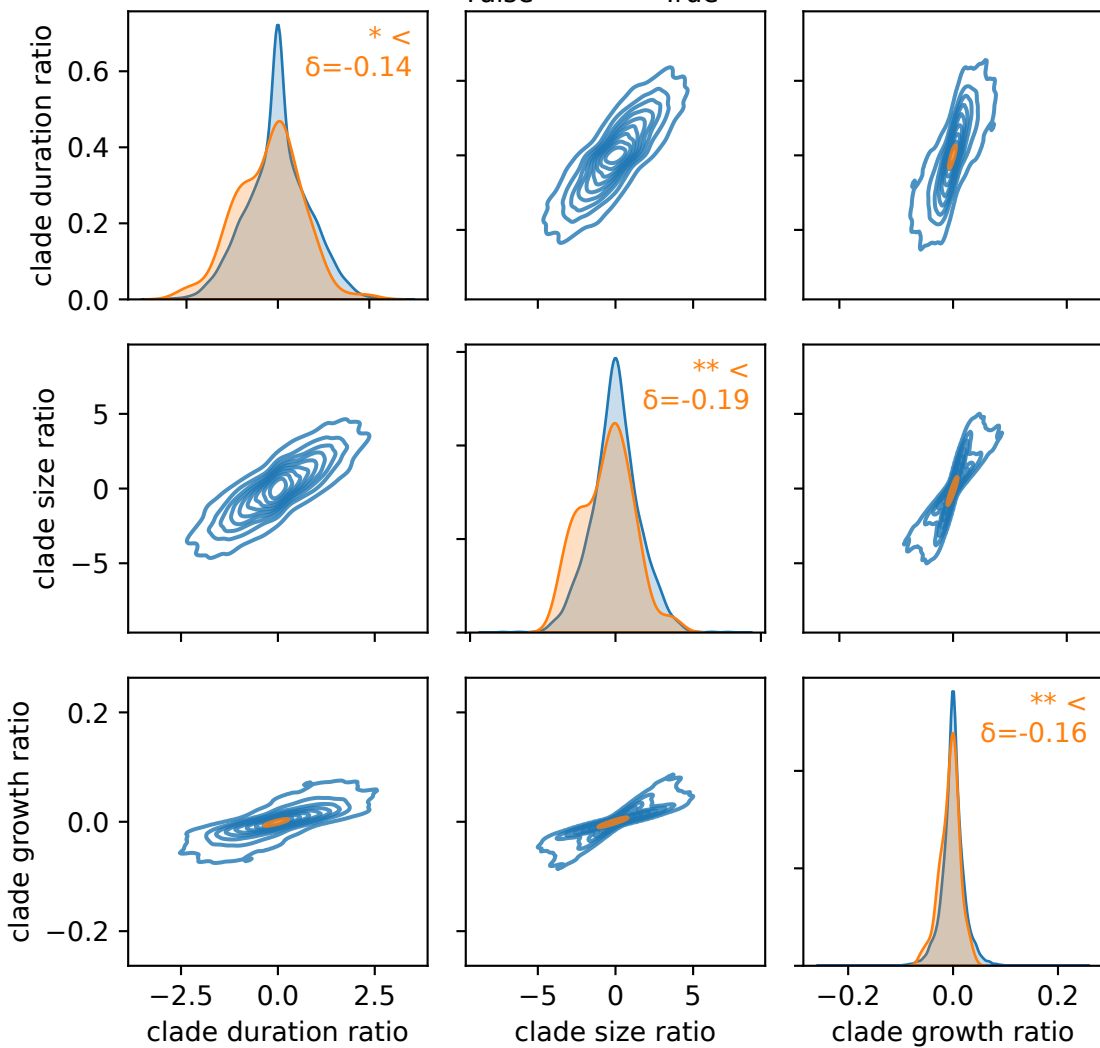 * <
δ=-0.14
clade duration ratio
0.6
0.4
0.2
0.0
** <
δ=-0.19
clade size ratio
5
0
−5
** <
δ=-0.16
clade growth ratio
0.2
0.0
−0.2
−2.5 0.0 2.5 −5 0 5 −0.2 0.0 0.2
clade duration ratio clade size ratio clade growth ratio